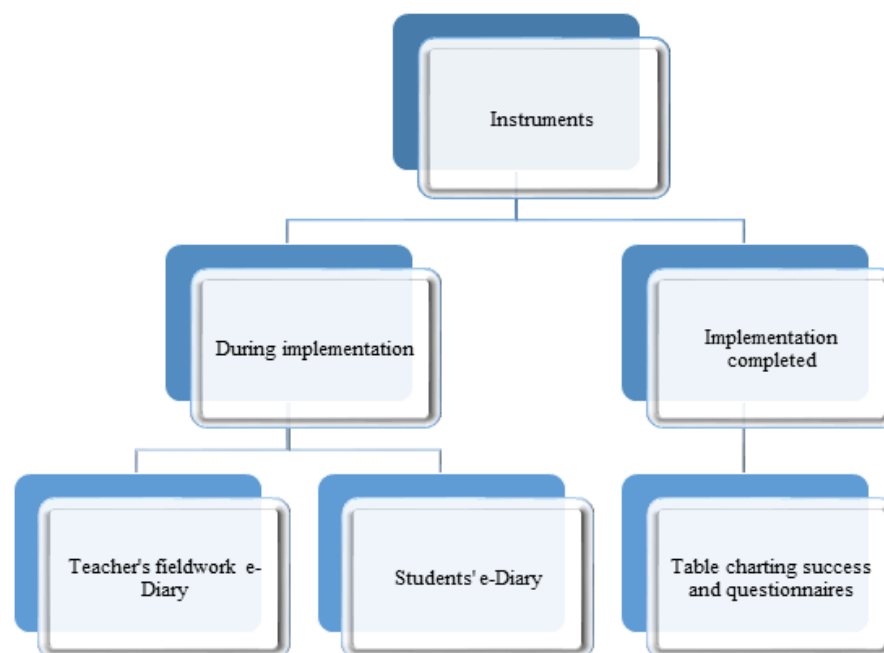 Instruments
During implementation
Implementation
completed
Teacher's fieldwork e-
Diary
Students' e-Diary
Table charting success
and questionnaires